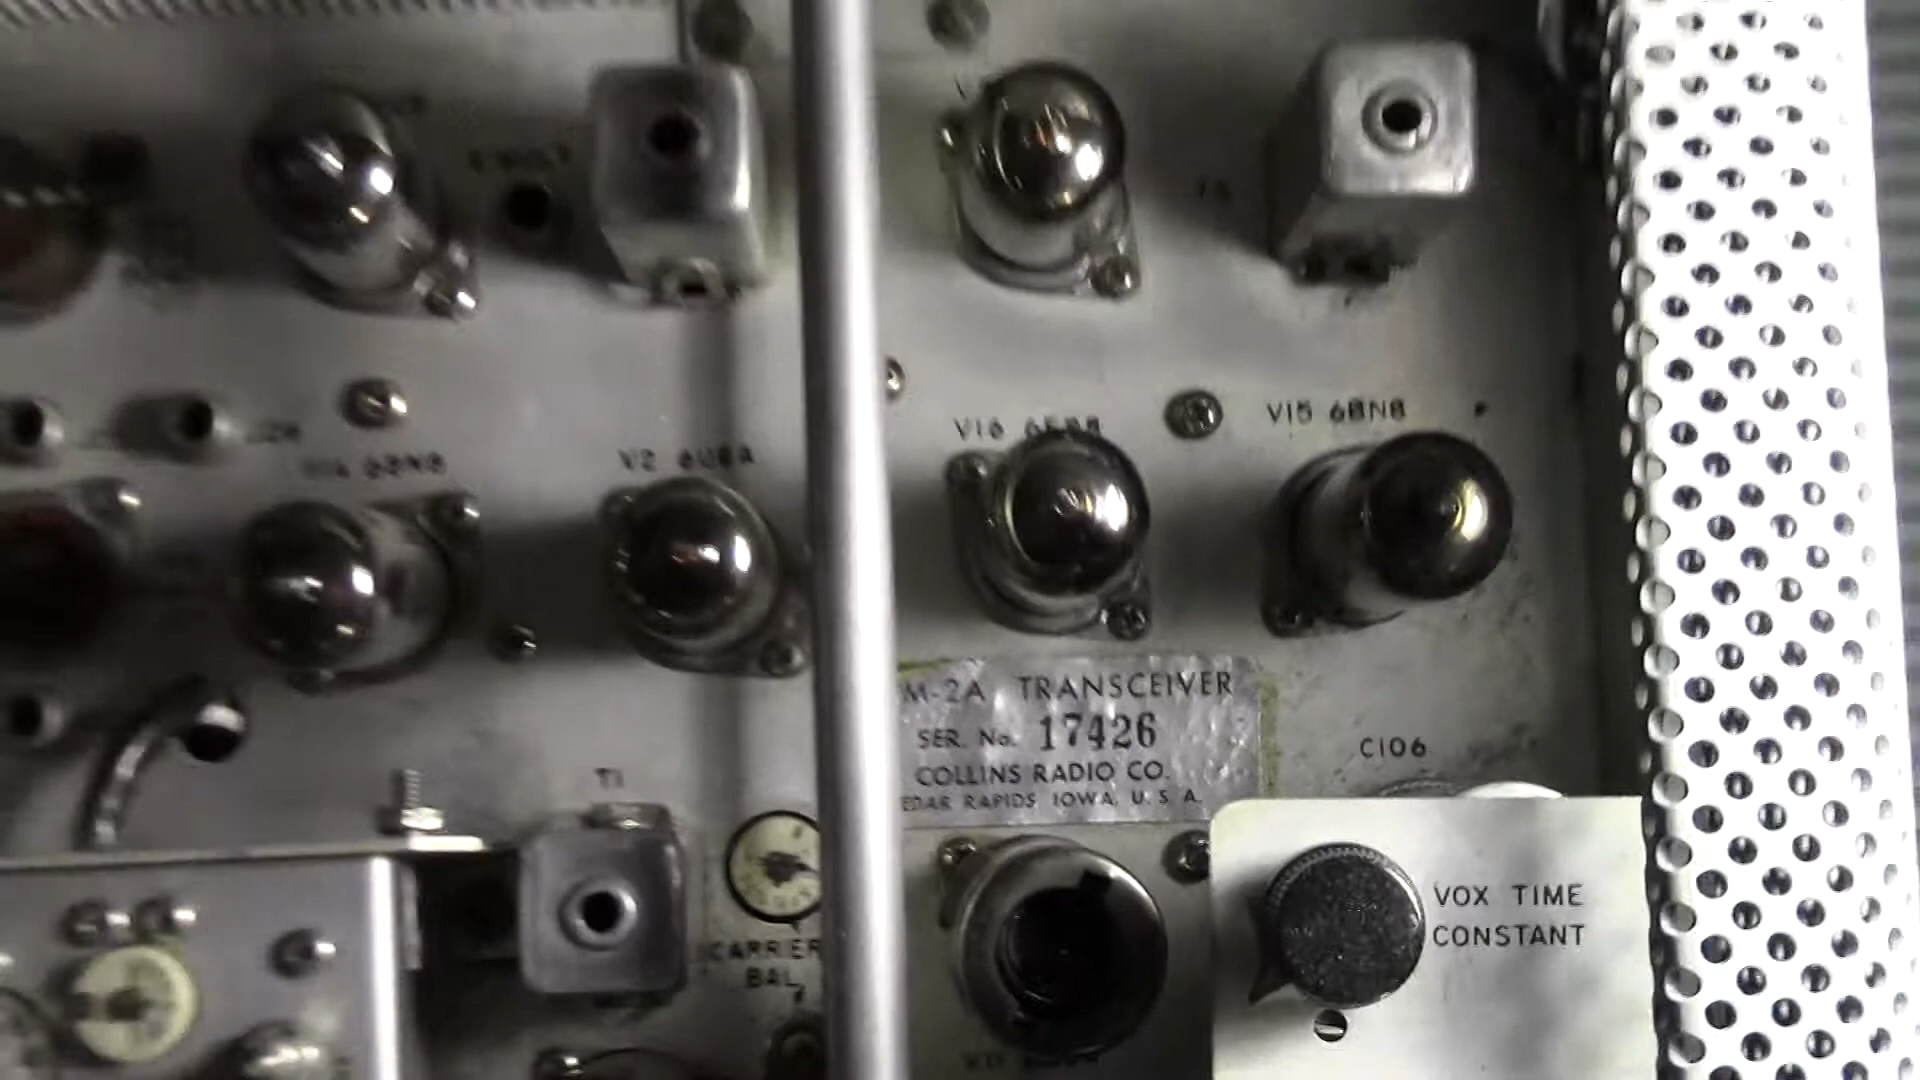 V14 6BN8
V2 6U8A
V16
V15 6BN8
M-2A TRANSCEIVER
SER. No. 17426
COLLINS RADIO CO.
EDAR RAPIDS, IOWA, U. S. A.
C106
T1
CARRIER
BAL
VOX TIME
CONSTANT